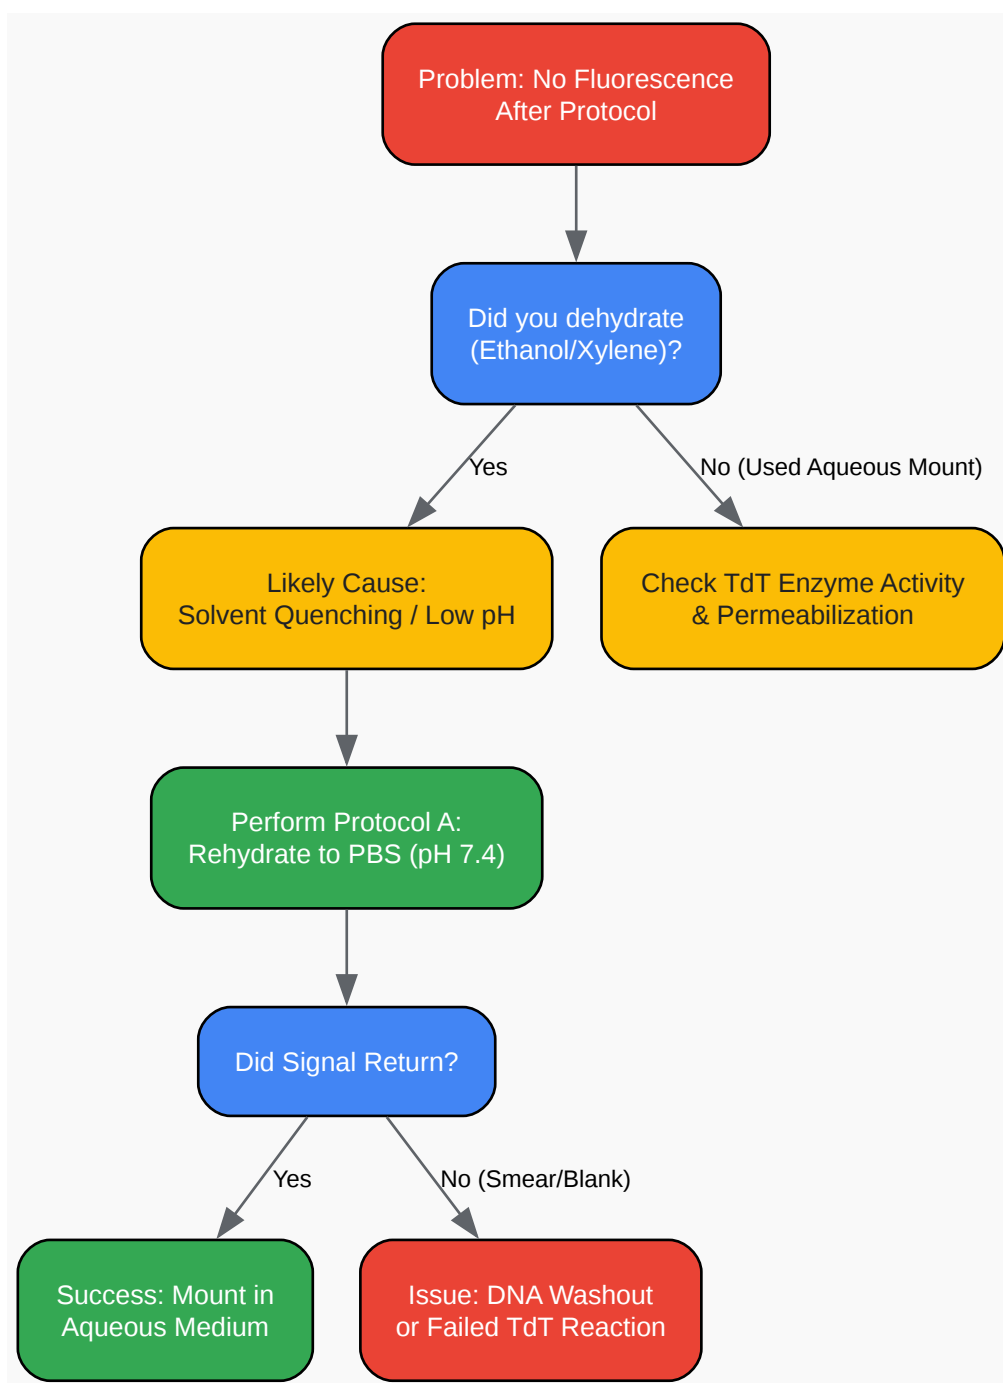 Problem: No Fluorescence
After Protocol
Did you dehydrate
(Ethanol/Xylene)?
Yes
No (Used Aqueous Mount)
Likely Cause:
Solvent Quenching / Low pH
Check TdT Enzyme Activity
& Permeabilization
Perform Protocol A:
Rehydrate to PBS (pH 7.4)
Did Signal Return?
Yes
No (Smear/Blank)
Success: Mount in
Aqueous Medium
Issue: DNA Washout
or Failed TdT Reaction